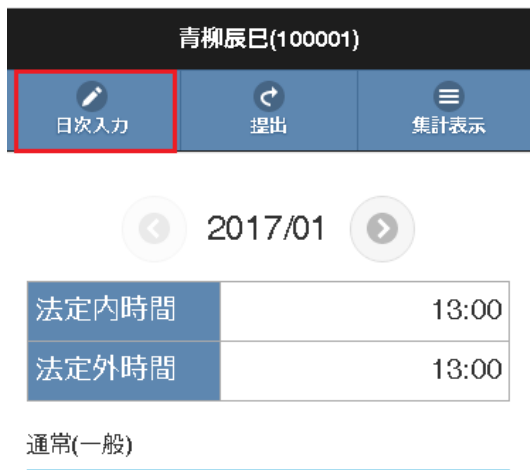 青柳辰巳(100001)
日次入力 提出 集計表示
2017/01
法定内時間 13:00
法定外時間 13:00
通常(一般)